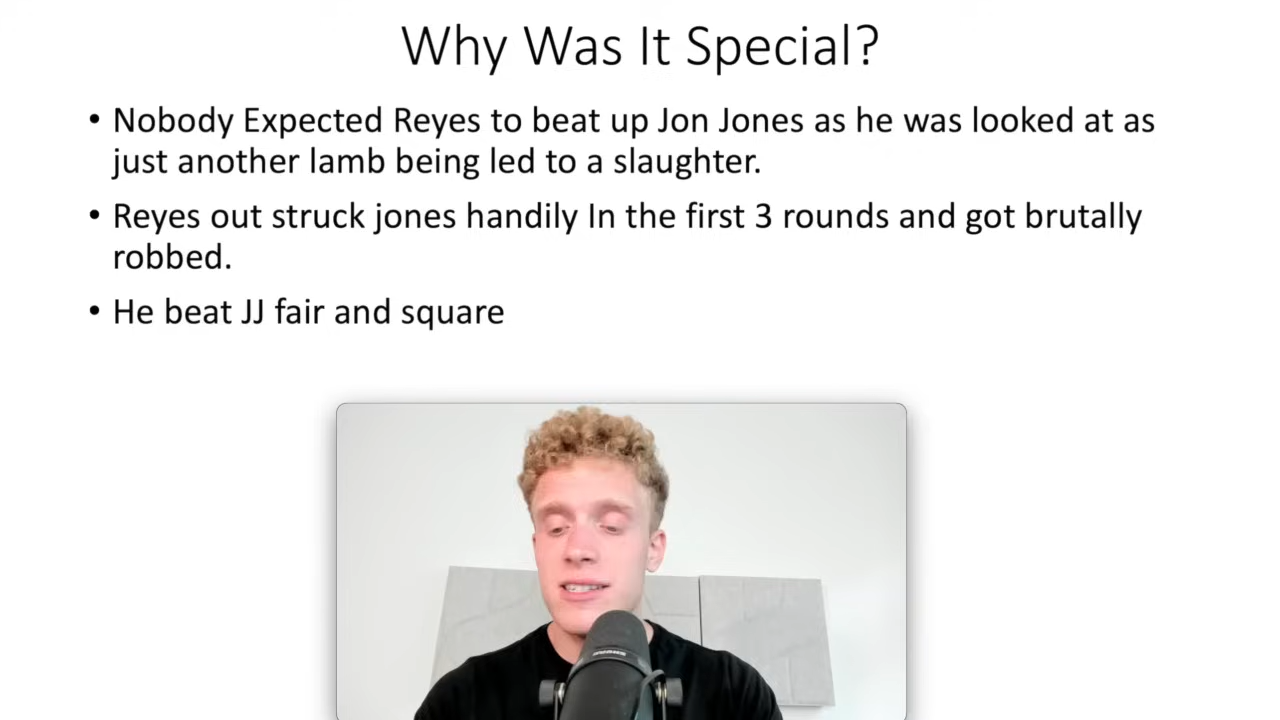 Why Was It Special?
• Nobody Expected Reyes to beat up Jon Jones as he was looked at as
just another lamb being led to a slaughter.
• Reyes out struck jones handily In the first 3 rounds and got brutally
robbed.
• He beat JJ fair and square